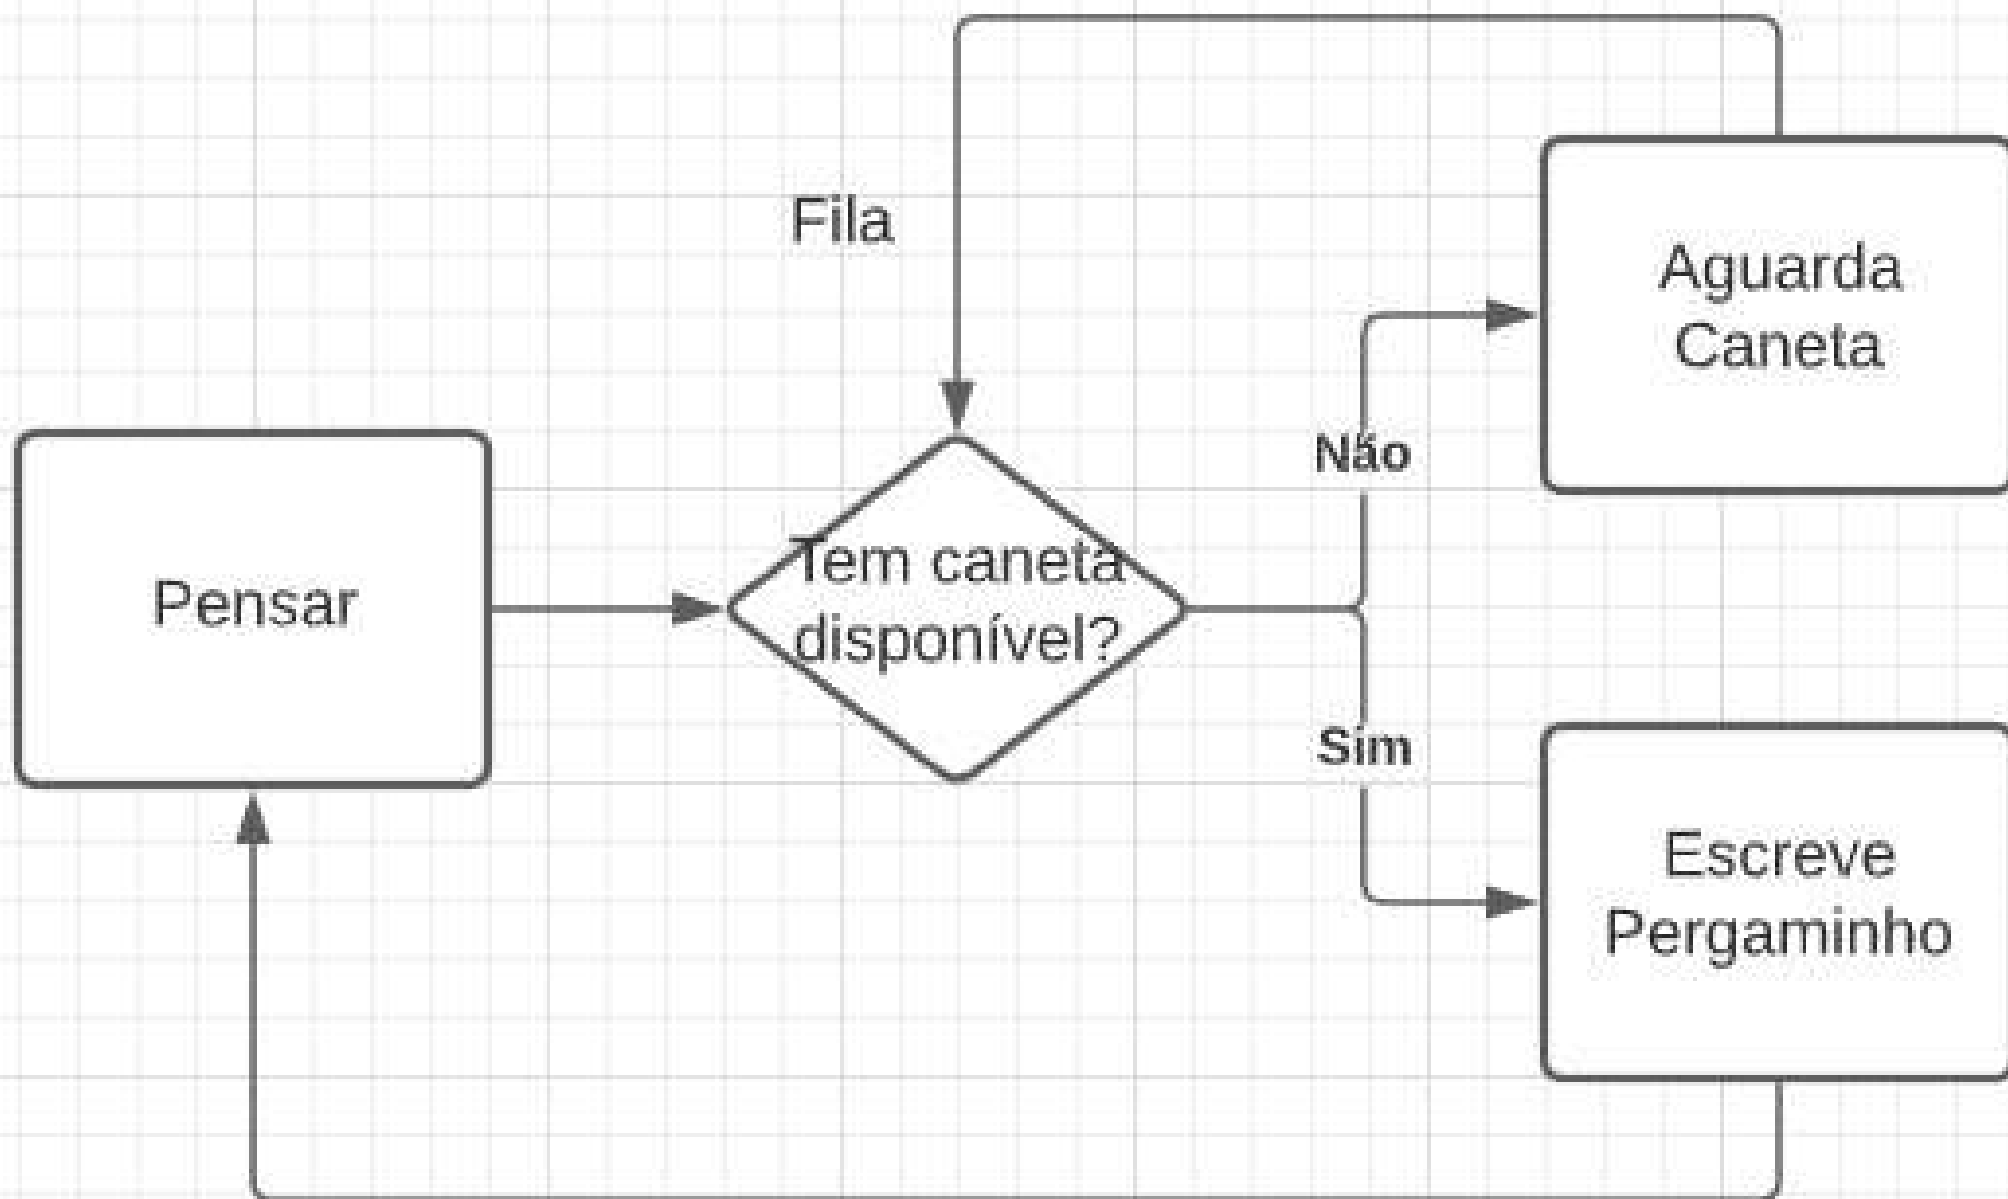 Fila
Aguarda
Caneta
Não
Pensar
Tem caneta
disponível?
Sim
Escreve
Pergaminho